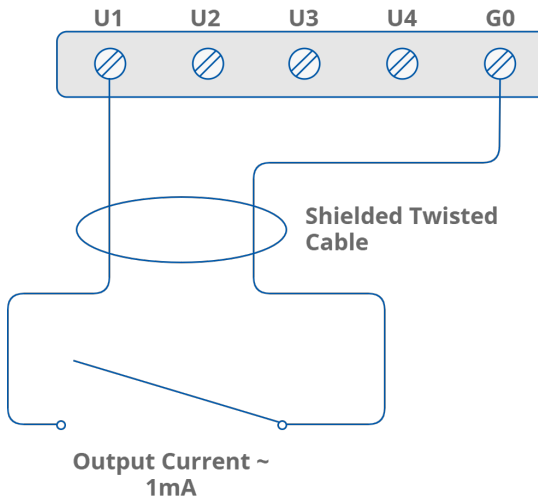 U1 U2 U3 U4 G0
Shielded Twisted
Cable
Output Current ~
1mA